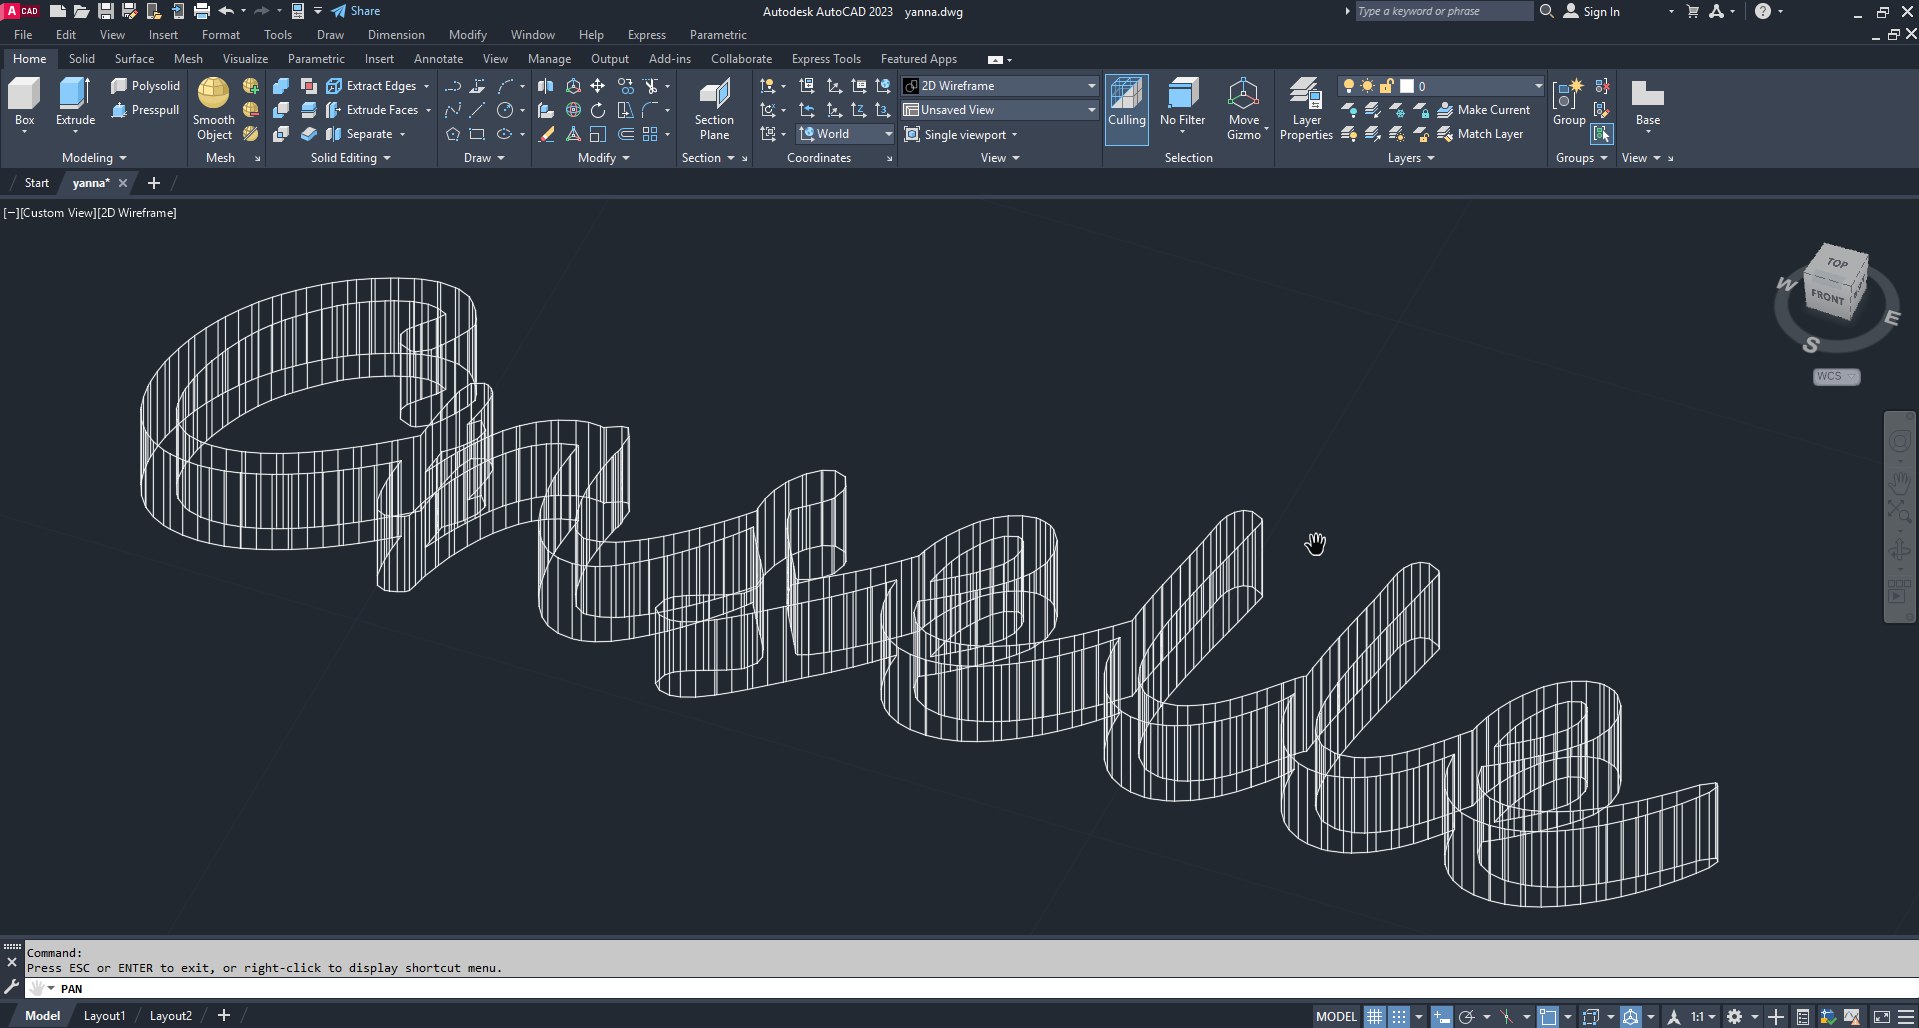 A CAD Share Autodesk AutoCAD 2023 yanna.dwg Type a keyword or phrase Sign In
File Edit View Insert Format Tools Draw Dimension Modify Window Help Express Parametric
Home Solid Surface Mesh Visualize Parametric Insert Annotate View Manage Output Add-ins Collaborate Express Tools Featured Apps
Polysolid Extract Edges 2D Wireframe 0
Presspull Extrude Faces Unsaved View Make Current
Box Extrude Smooth Object Separate Section Plane World Single viewport Culling No Filter Move Gizmo Layer Properties Match Layer Group Base
Modeling Mesh Solid Editing Draw Modify Section Coordinates View Selection Layers Groups View
Start yanna*
[−][Custom View][2D Wireframe]
TOP
FRONT
W
E
S
WCS
Command:
Press ESC or ENTER to exit, or right-click to display shortcut menu.
PAN
Model Layout1 Layout2 MODEL 1:1